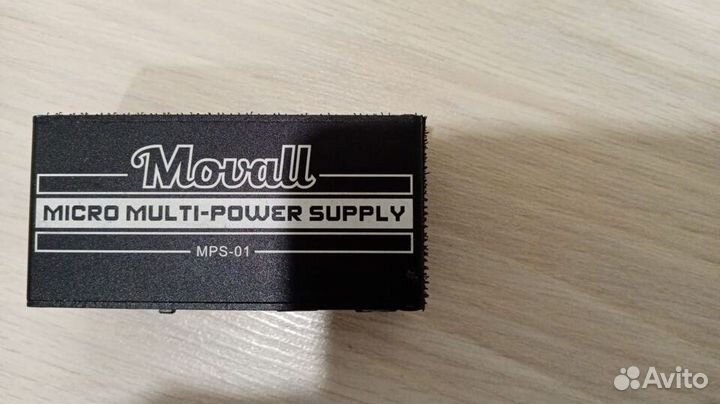 Movall
MICRO MULTI-POWER SUPPLY
MPS-01
Avito